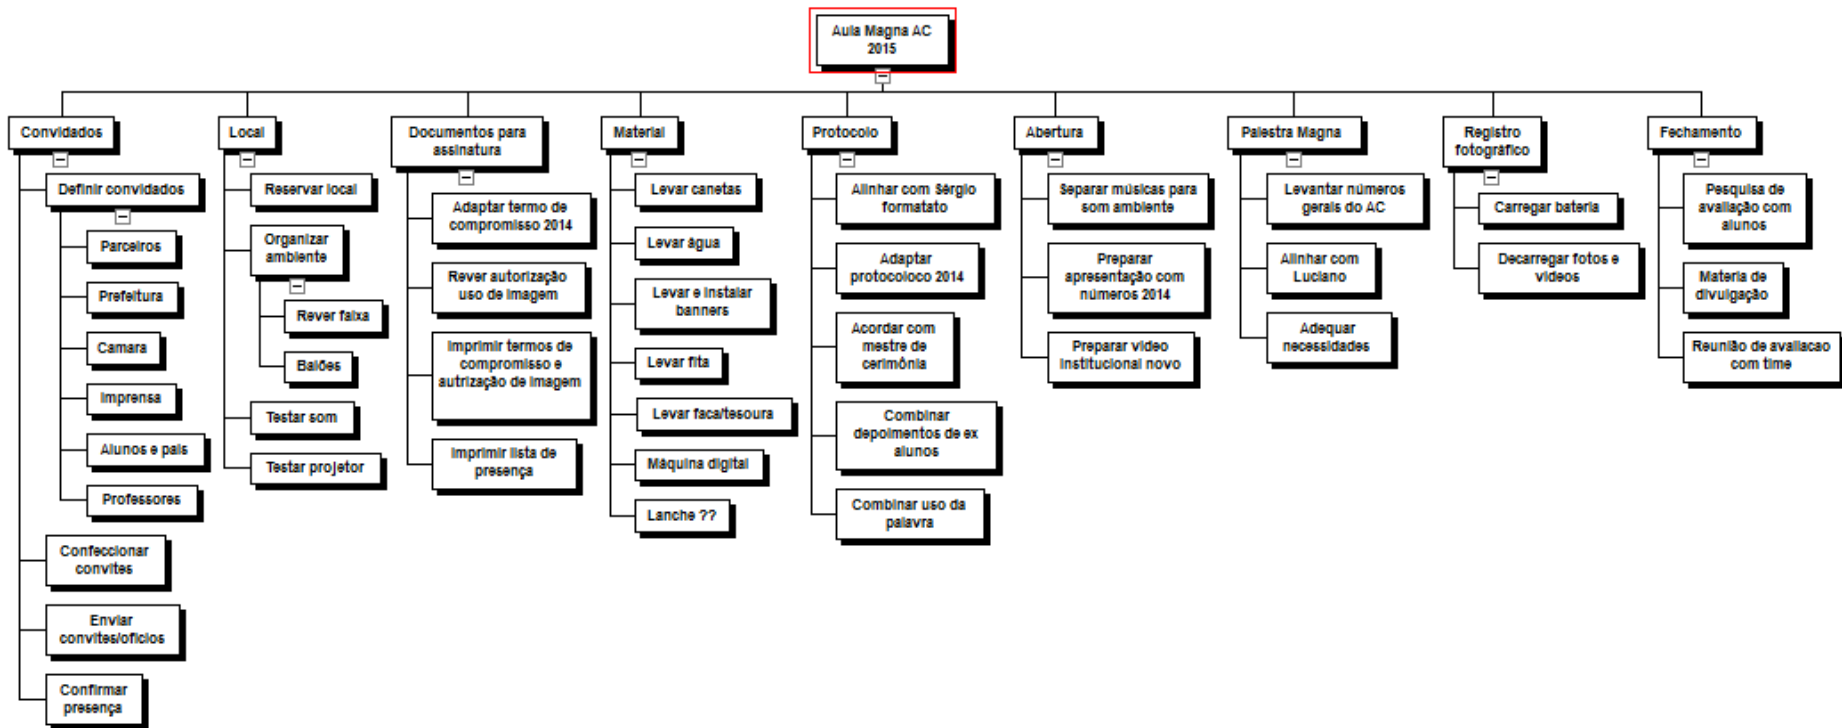 Aula Magna AC
2015
Convidados
Definir convidados
Parceiros
Prefeitura
Camara
Imprensa
Alunos e pais
Professores
Confeccionar
convites
Enviar
convites/oficios
Confirmar
presença
Local
Reservar local
Organizar
ambiente
Rever faixa
Balões
Testar som
Testar projetor
Documentos para
assinatura
Adaptar termo de
compromisso 2014
Rever autorização
uso de imagem
Imprimir termos de
compromisso e
autrização de imagem
Imprimir lista de
presença
Material
Levar canetas
Levar água
Levar e instalar
banners
Levar fita
Levar faca/tesoura
Máquina digital
Lanche ??
Protocolo
Alinhar com Sérgio
formatato
Adaptar
protocoloco 2014
Acordar com
mestre de
cerimônia
Combinar
depoimentos de ex
alunos
Combinar uso da
palavra
Abertura
Separar músicas para
som ambiente
Preparar
apresentação com
números 2014
Preparar video
institucional novo
Palestra Magna
Levantar números
gerais do AC
Alinhar com
Luciano
Adequar
necessidades
Registro
fotográfico
Carregar bateria
Decarregar fotos e
videos
Fechamento
Pesquisa de
avaliação com
alunos
Materia de
divulgação
Reunião de avaliacao
com time